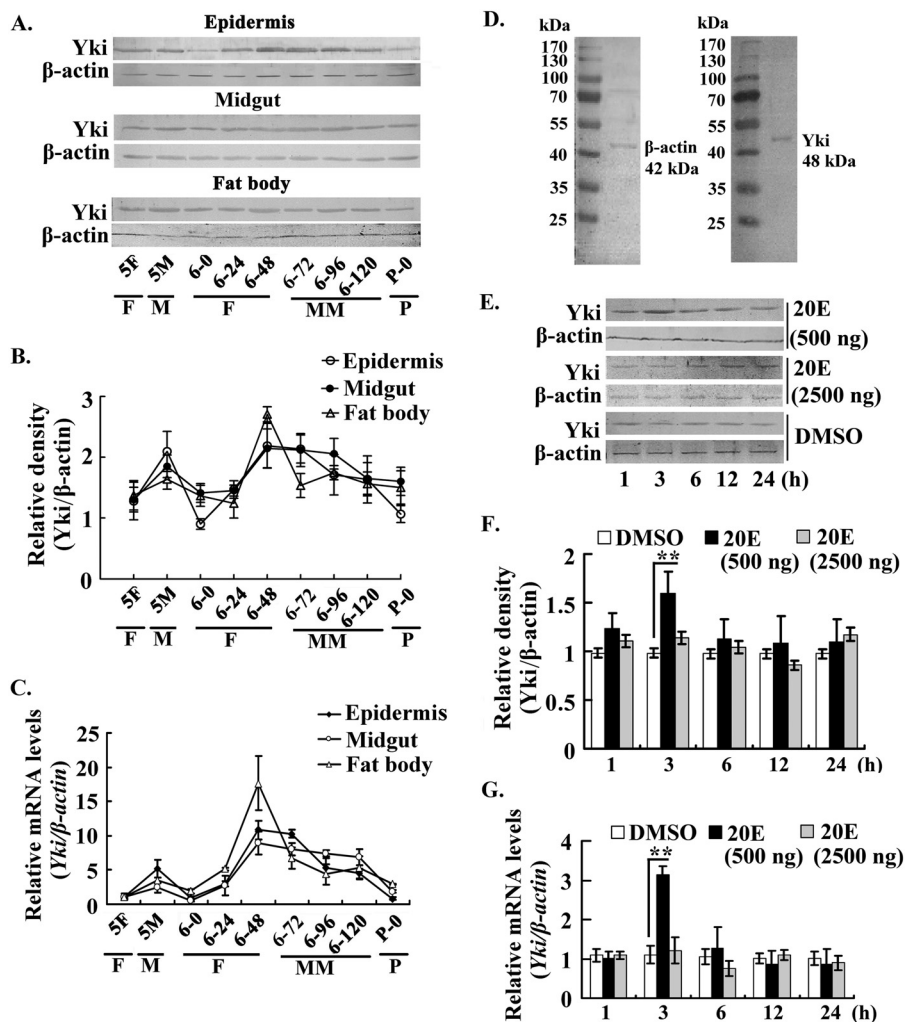 A.
Epidermis
Yki
β-actin
Midgut
Yki
β-actin
Fat body
Yki
β-actin
5F 5M 6-0 6-24 6-48 6-72 6-96 6-120 P-0
F M F MM P
B.
Epidermis
Midgut
Fat body
Relative density
(Yki/β-actin)
3
2
1
0
5F 5M 6-0 6-24 6-48 6-72 6-96 6-120 P-0
F M F MM P
C.
Epidermis
Midgut
Fat body
Relative mRNA levels
(Yki/β-actin)
25
20
15
10
5
0
5F 5M 6-0 6-24 6-48 6-72 6-96 6-120 P-0
F M F MM P
D.
kDa
170
130
100
70
55
40
35
25
β-actin
42 kDa
kDa
170
130
100
70
55
40
35
25
Yki
48 kDa
E.
Yki
β-actin
20E
(500 ng)
Yki
β-actin
20E
(2500 ng)
Yki
β-actin
DMSO
1 3 6 12 24 (h)
F.
DMSO 20E 20E
(500 ng) (2500 ng)
**
Relative density
(Yki/β-actin)
2
1.5
1
0.5
0
1 3 6 12 24 (h)
G.
DMSO 20E 20E
(500 ng) (2500 ng)
**
Relative mRNA levels
(Yki/β-actin)
4
3
2
1
0
1 3 6 12 24 (h)